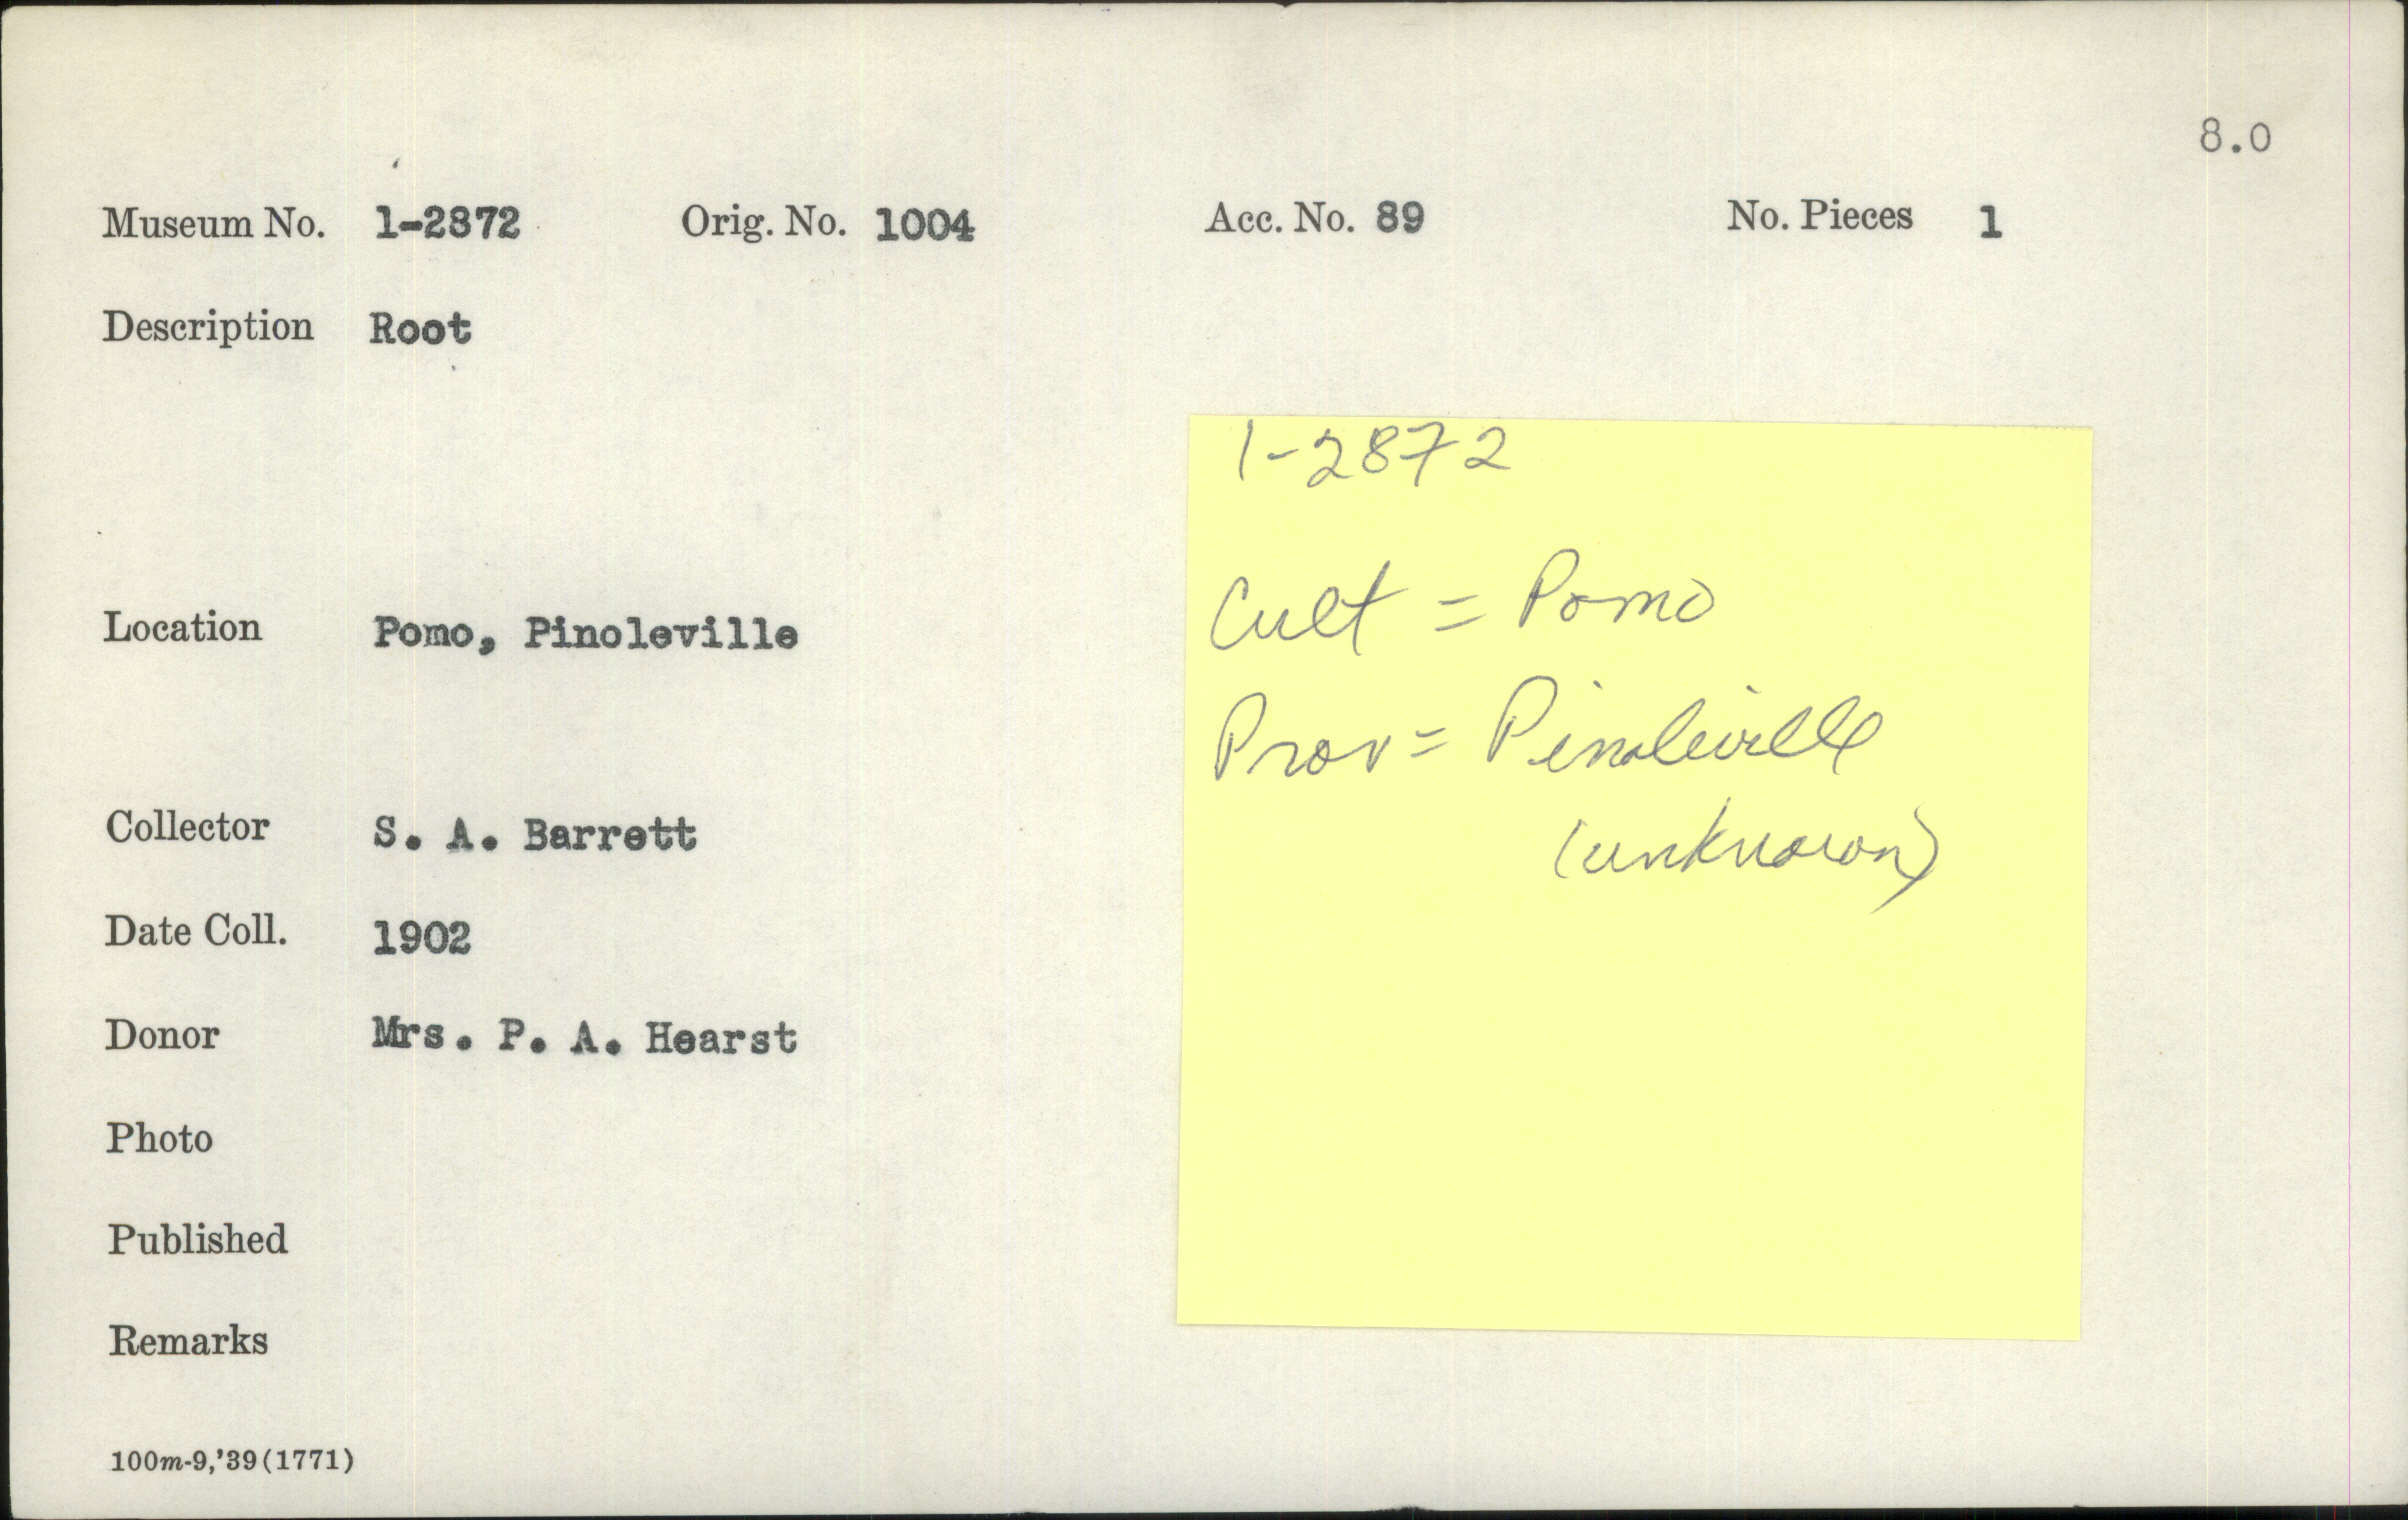 8.0
Museum No. 1-2872 Orig. No. 1004 Acc. No. 89 No. Pieces 1
Description Root
Location Pomo, Pinoleville
Collector S. A. Barrett
Date Coll. 1902
Donor Mrs. P. A. Hearst
Photo
Published
Remarks
100m-9,'39(1771)
1-2872
Cult = Pomo
Prov = Pinoleville
(unknown)